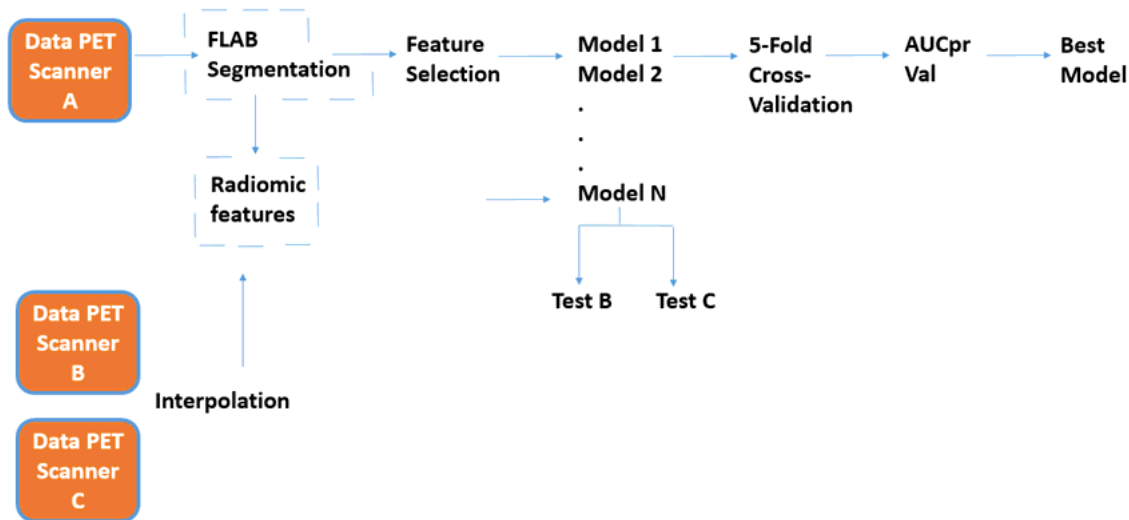 Data PET
Scanner
A
FLAB
Segmentation
Feature
Selection
Model 1
Model 2
.
.
.
Model N
5-Fold
Cross-
Validation
AUCpr
Val
Best
Model
Radiomic
features
Test B
Test C
Data PET
Scanner
B
Interpolation
Data PET
Scanner
C